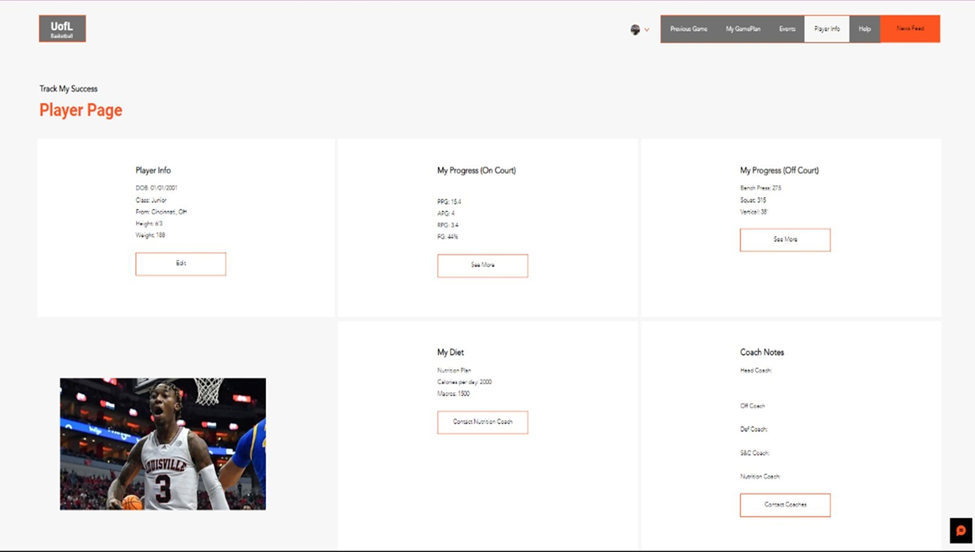 UofL
Basketball
Previous Game
My GamePlan
Events
Player Info
Help
News Feed
Track My Success
Player Page
Player Info
DOB: 01/01/2001
Class: Junior
From: Cincinnati, OH
Height: 6'3
Weight: 188
Edit
My Progress (On Court)
PPG: 15.4
APG: 4
RPG: 3.4
FG: 44%
See More
My Progress (Off Court)
Bench Press: 275
Squat: 315
Vertical: 38'
See More
LOUISVILLE
3
My Diet
Nutrition Plan
Calories per day: 2000
Macros: 1500
Contact Nutrition Coach
Coach Notes
Head Coach:
Off Coach
Def Coach:
S&C Coach:
Nutrition Coach:
Contact Coaches